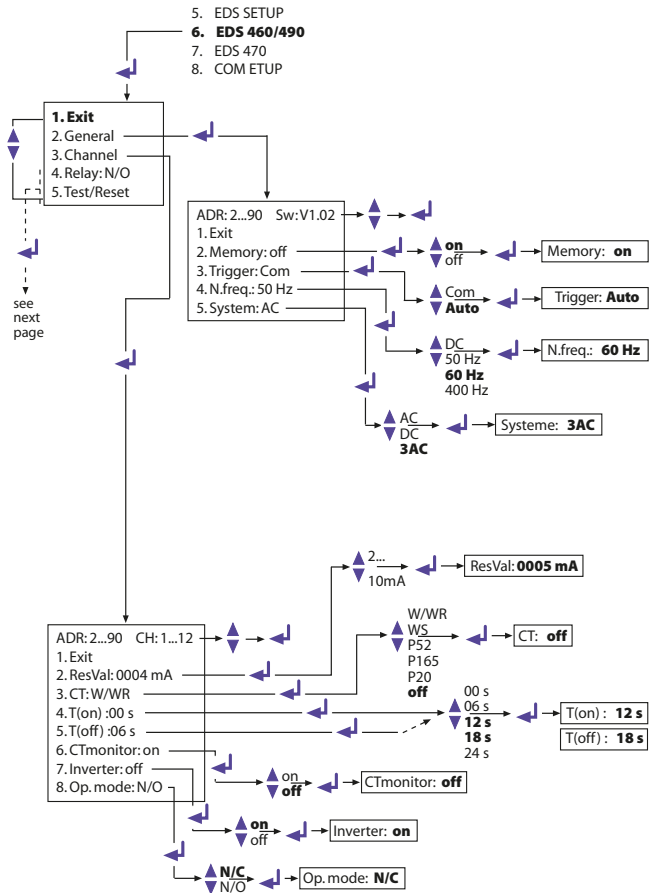 5. EDS SETUP
6. EDS 460/490
7. EDS 470
8. COM ETUP
1. Exit
2. General
3. Channel
4. Relay: N/O
5. Test/Reset
see
next
page
ADR: 2...90 Sw: V1.02
1. Exit
2. Memory: off
3. Trigger: Com
4. N.freq.: 50 Hz
5. System: AC
on
off
Memory: on
Com
Auto
Trigger: Auto
DC
50 Hz
60 Hz
400 Hz
N.freq.: 60 Hz
AC
DC
3AC
Systeme: 3AC
ADR: 2...90 CH: 1...12
1. Exit
2. ResVal: 0004 mA
3. CT: W/WR
4. T(on) :00 s
5. T(off) :06 s
6. CTmonitor: on
7. Inverter: off
8. Op. mode: N/O
2...
10mA
ResVal: 0005 mA
W/WR
WS
P52
P165
P20
off
CT: off
00 s
06 s
12 s
18 s
24 s
T(on) : 12 s
T(off) : 18 s
on
off
CTmonitor: off
on
off
Inverter: on
N/C
N/O
Op. mode: N/C